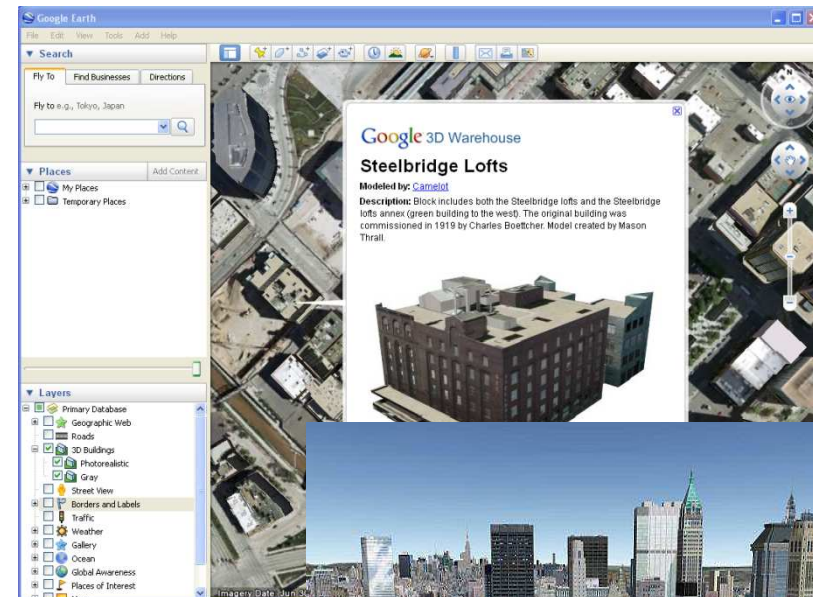 Google Earth
File Edit View Tools Add Help
Search
Fly To Find Businesses Directions
Fly to e.g., Tokyo, Japan
Places Add Content
My Places
Temporary Places
Layers
Primary Database
Geographic Web
Roads
3D Buildings
Photorealistic
Gray
Street View
Borders and Labels
Traffic
Weather
Gallery
Ocean
Global Awareness
Places of Interest
N
Google 3D Warehouse
Steelbridge Lofts
Modeled by: Camelot
Description: Block includes both the Steelbridge lofts and the Steelbridge
lofts annex (green building to the west). The original building was
commissioned in 1919 by Charles Boettcher. Model created by Mason
Thrall.
Imagery Date: Jun 30